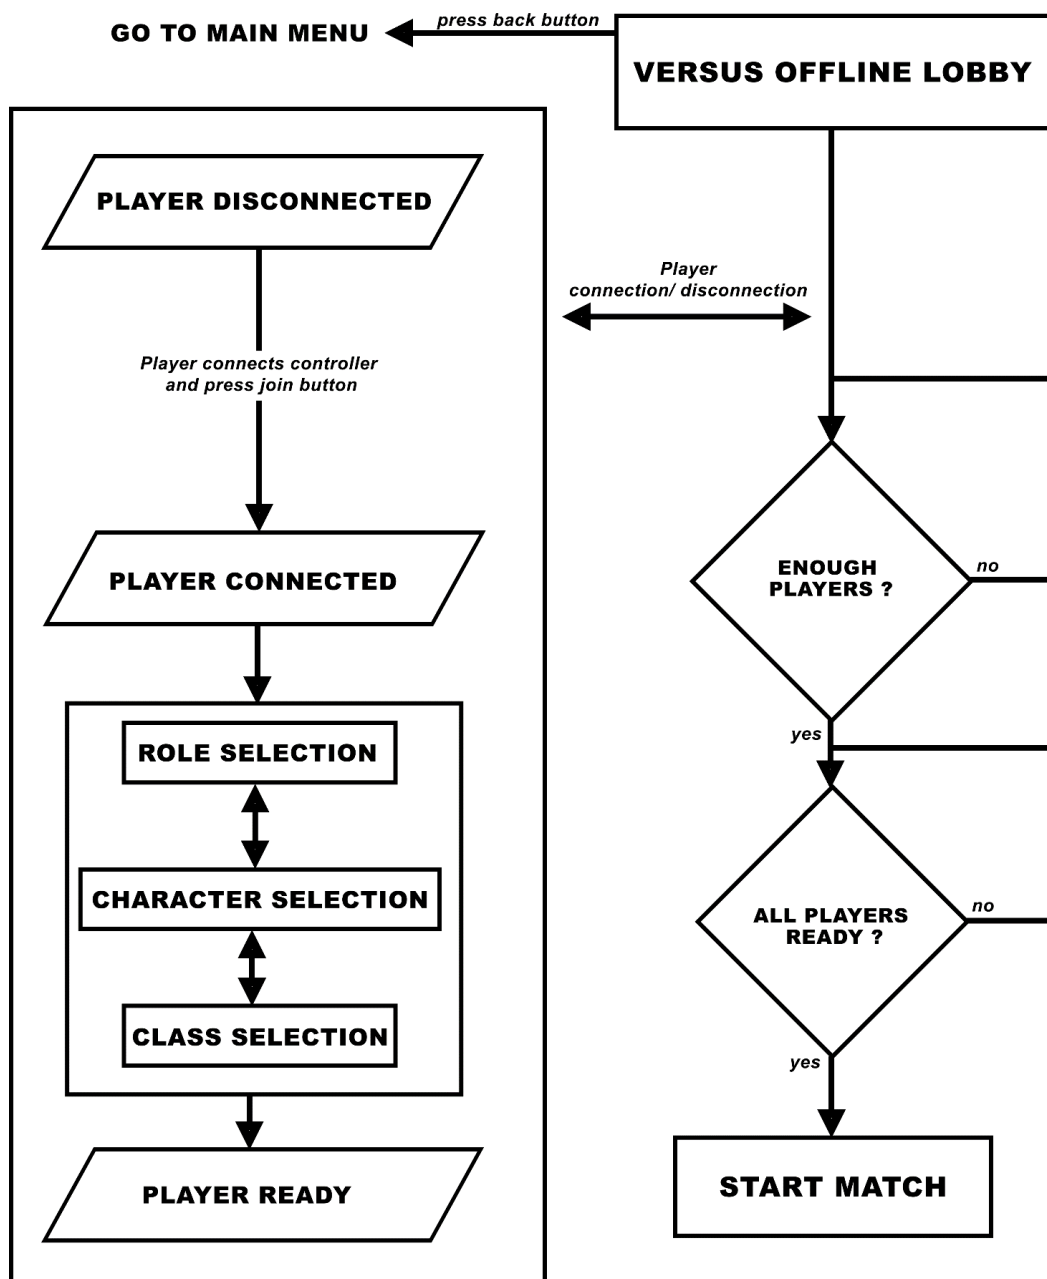 press back button
GO TO MAIN MENU
VERSUS OFFLINE LOBBY
PLAYER DISCONNECTED
Player
connection/ disconnection
Player connects controller
and press join button
PLAYER CONNECTED
ENOUGH
PLAYERS ?
no
yes
ROLE SELECTION
CHARACTER SELECTION
CLASS SELECTION
ALL PLAYERS
READY ?
no
yes
PLAYER READY
START MATCH